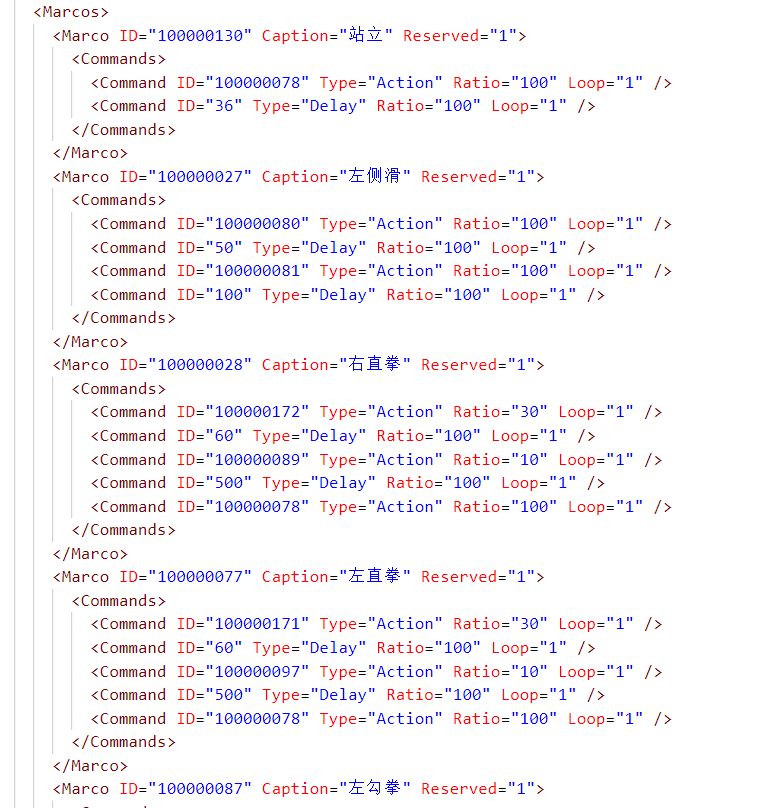 <Marcos>
<Marco ID="100000130" Caption="站立" Reserved="1">
<Commands>
<Command ID="100000078" Type="Action" Ratio="100" Loop="1" />
<Command ID="36" Type="Delay" Ratio="100" Loop="1" />
</Commands>
</Marco>
<Marco ID="100000027" Caption="左侧滑" Reserved="1">
<Commands>
<Command ID="100000080" Type="Action" Ratio="100" Loop="1" />
<Command ID="50" Type="Delay" Ratio="100" Loop="1" />
<Command ID="100000081" Type="Action" Ratio="100" Loop="1" />
<Command ID="100" Type="Delay" Ratio="100" Loop="1" />
</Commands>
</Marco>
<Marco ID="100000028" Caption="右直拳" Reserved="1">
<Commands>
<Command ID="100000172" Type="Action" Ratio="30" Loop="1" />
<Command ID="60" Type="Delay" Ratio="100" Loop="1" />
<Command ID="100000089" Type="Action" Ratio="10" Loop="1" />
<Command ID="500" Type="Delay" Ratio="100" Loop="1" />
<Command ID="100000078" Type="Action" Ratio="100" Loop="1" />
</Commands>
</Marco>
<Marco ID="100000077" Caption="左直拳" Reserved="1">
<Commands>
<Command ID="100000171" Type="Action" Ratio="30" Loop="1" />
<Command ID="60" Type="Delay" Ratio="100" Loop="1" />
<Command ID="100000097" Type="Action" Ratio="10" Loop="1" />
<Command ID="500" Type="Delay" Ratio="100" Loop="1" />
<Command ID="100000078" Type="Action" Ratio="100" Loop="1" />
</Commands>
</Marco>
<Marco ID="100000087" Caption="左勾拳" Reserved="1">